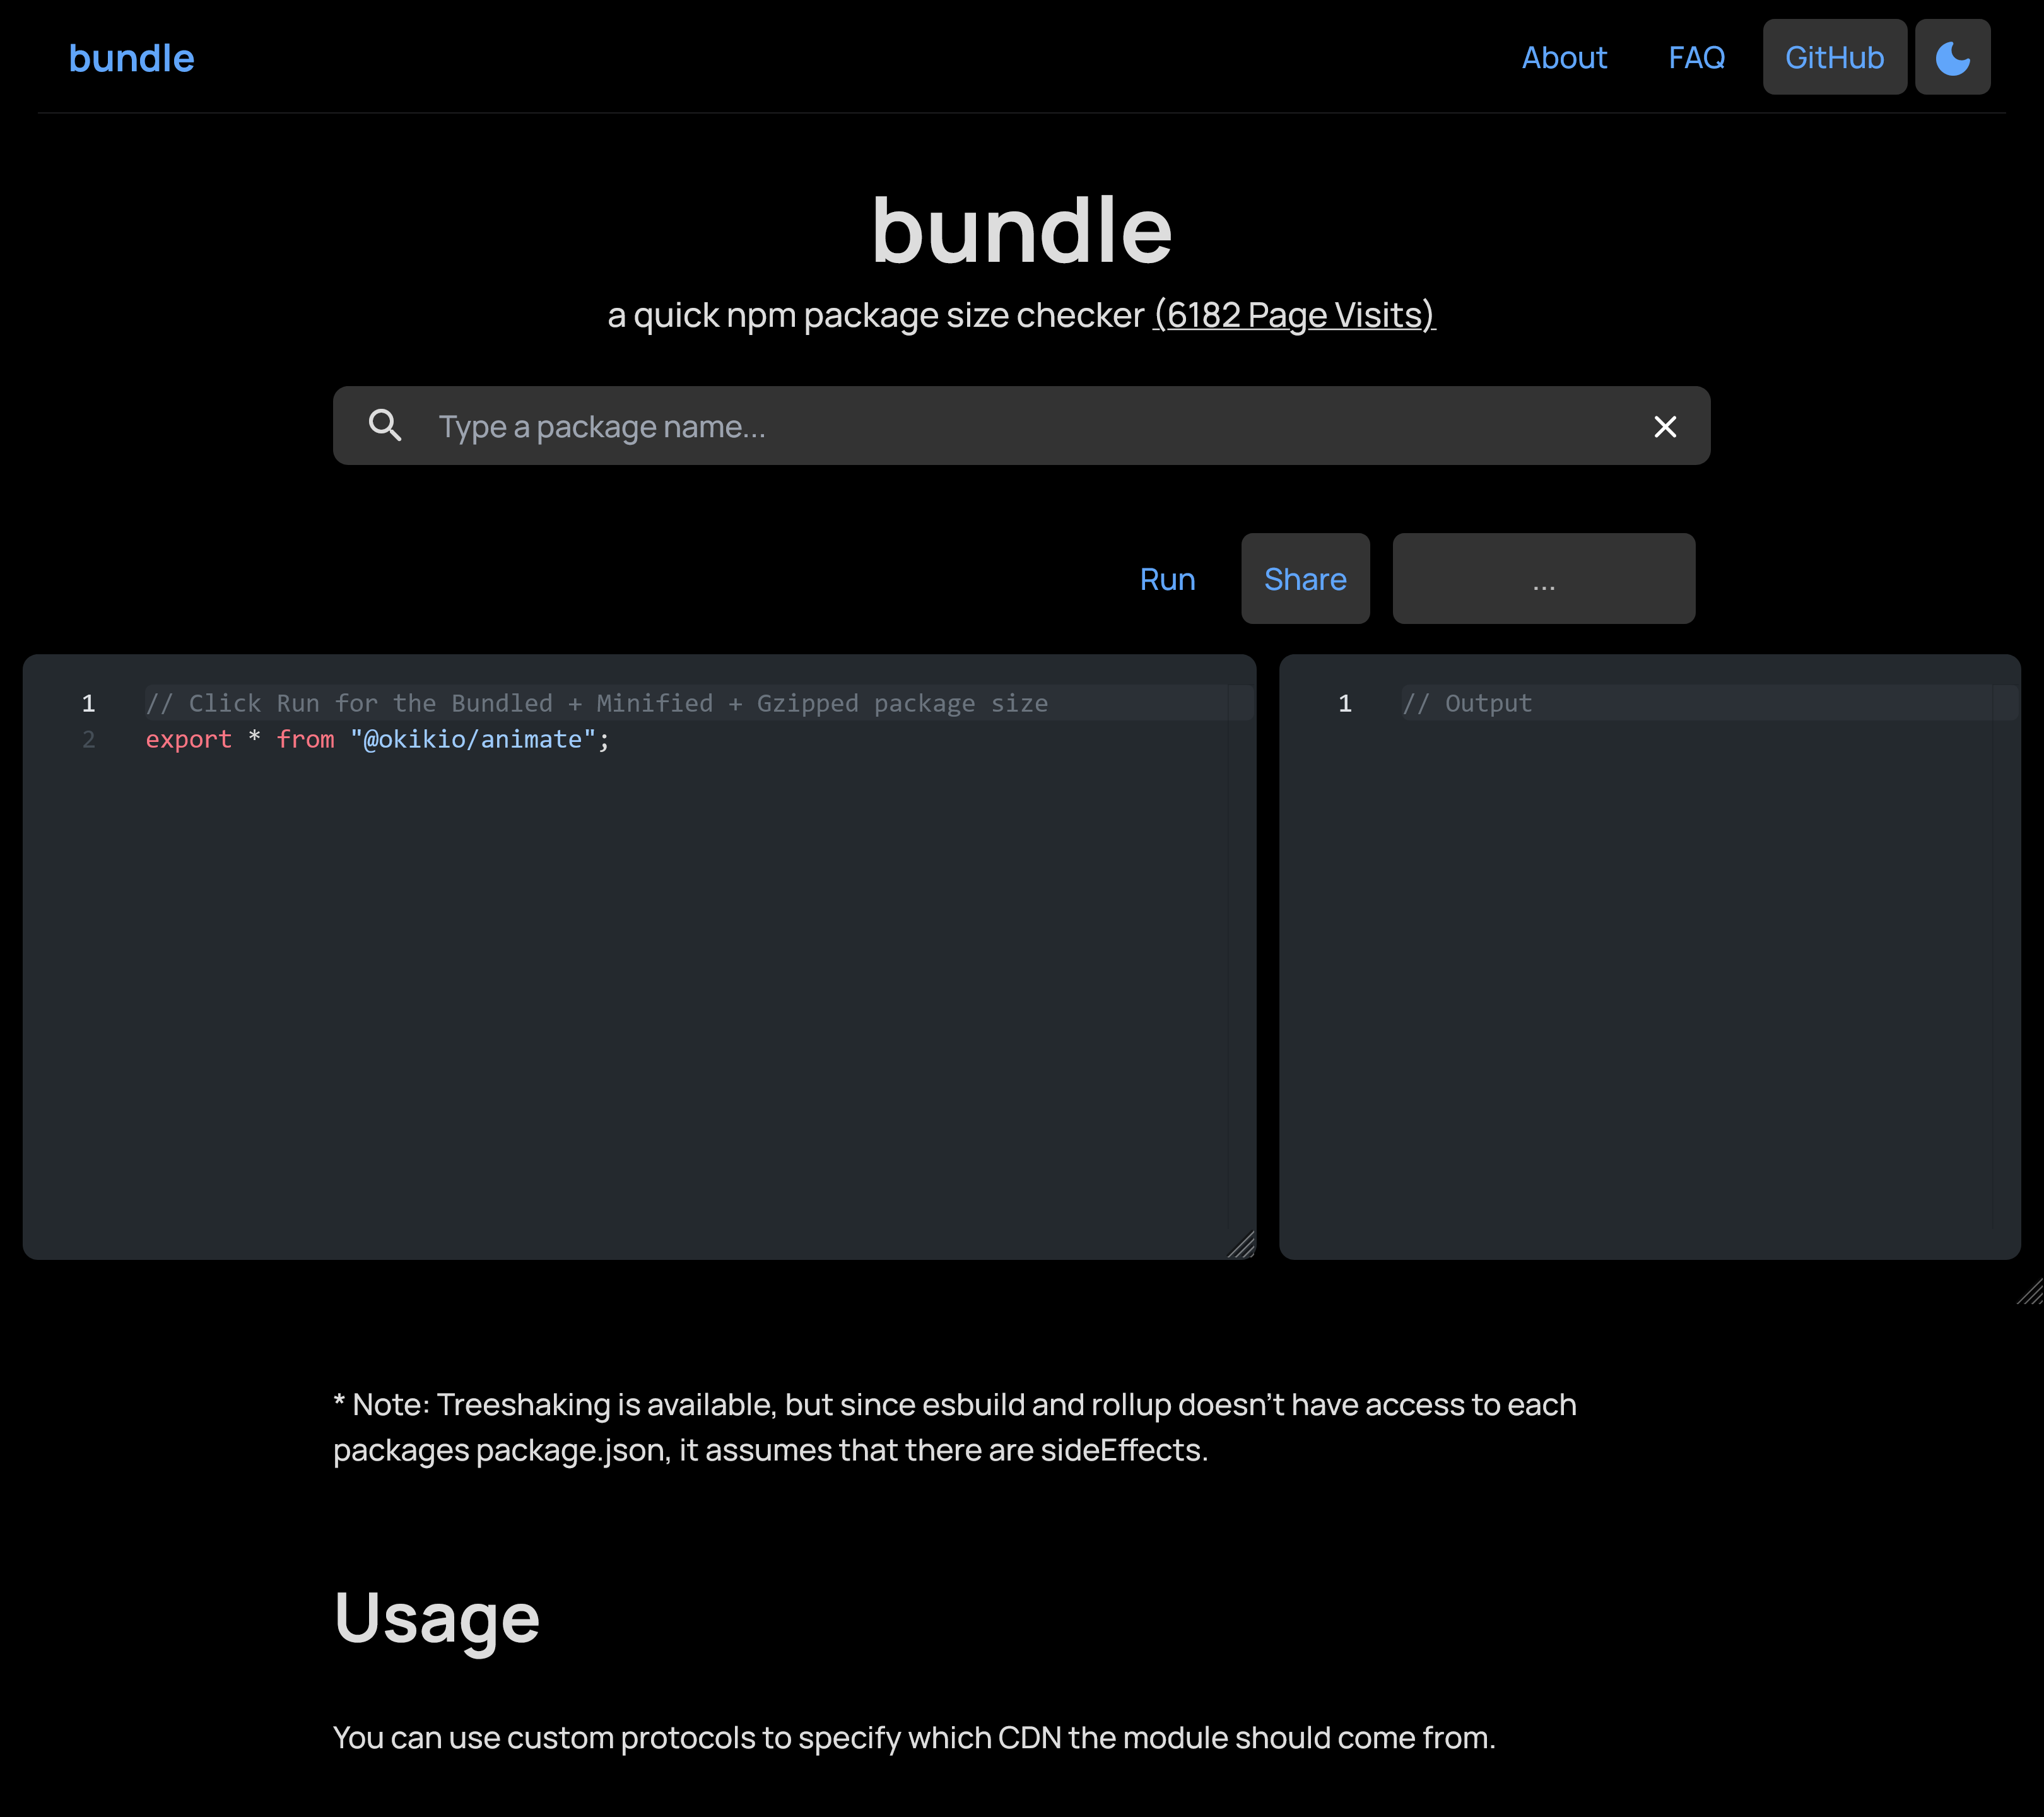 bundle
About
FAQ
GitHub
bundle
a quick npm package size checker (6182 Page Visits)
Type a package name...
Run
Share
...
1 // Click Run for the Bundled + Minified + Gzipped package size
2 export * from "@okikio/animate";
1 // Output
* Note: Treeshaking is available, but since esbuild and rollup doesn't have access to each
packages package.json, it assumes that there are sideEffects.
Usage
You can use custom protocols to specify which CDN the module should come from.